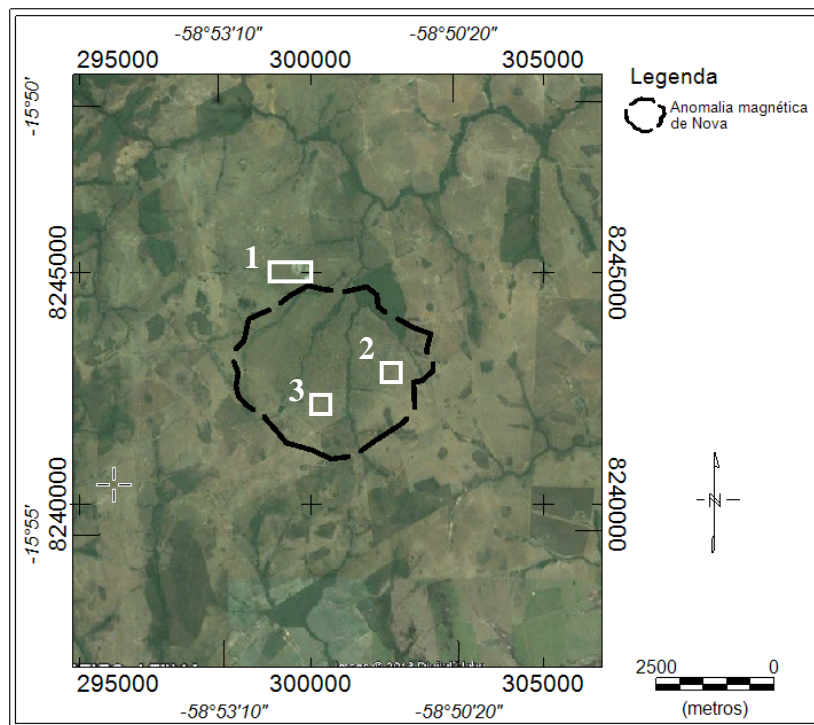 -58°53'10" -58°50'20"
295000 300000 305000
-15°50'
8245000
8245000
-15°55'
8240000
8240000
1
2
3
Legenda
Anomalia magnética
de Nova
N
2500 0
(metros)
295000 300000 305000
-58°53'10" -58°50'20"